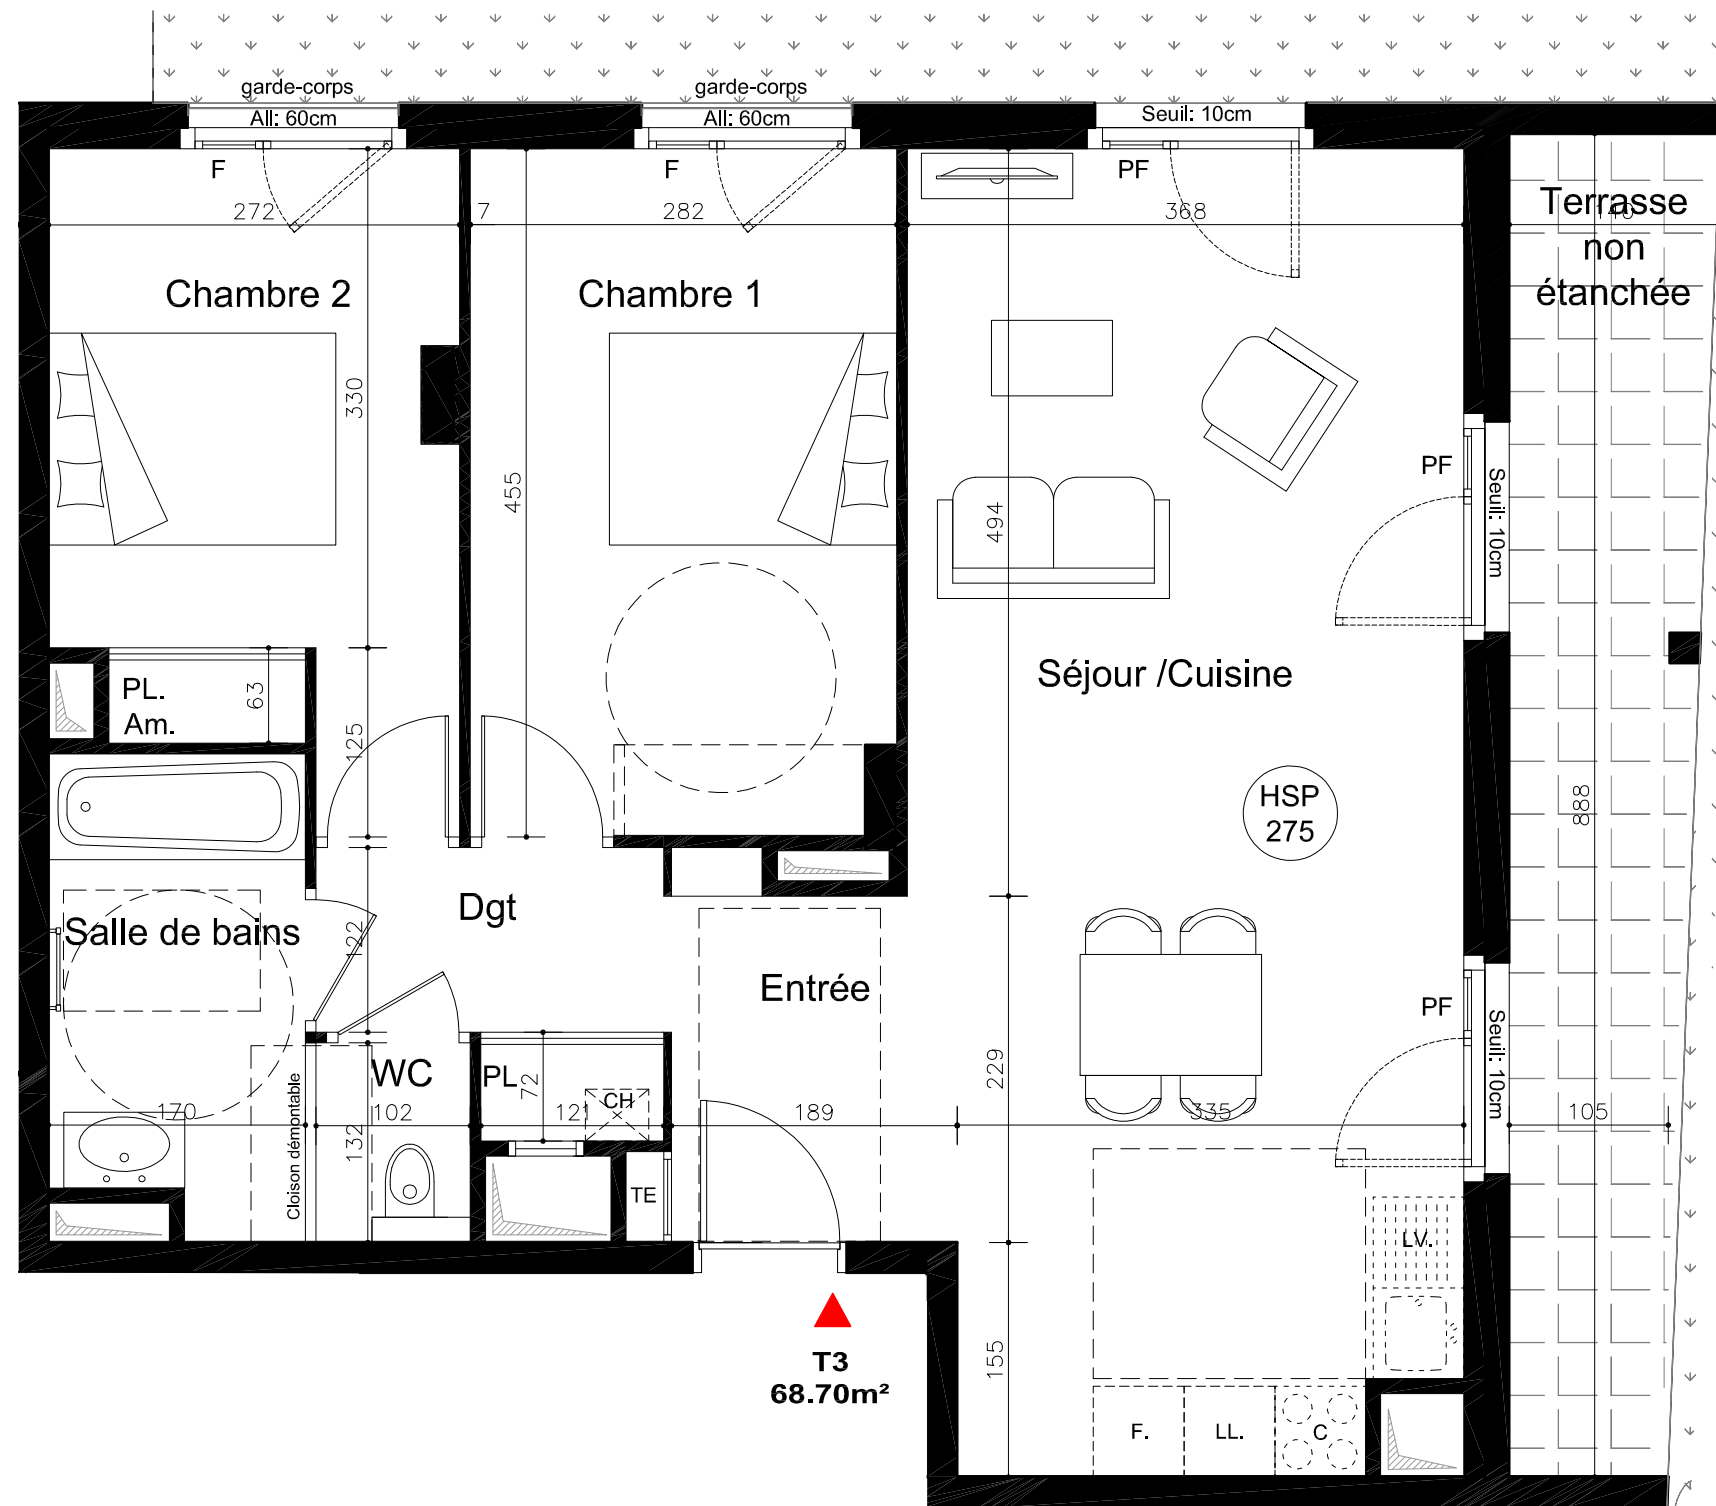 garde-corps
garde-corps
All: 60cm
All: 60cm
Seuil: 10cm
F
F
PF
272
7
282
368
140
Terrasse
non
étanchée
Chambre 2
Chambre 1
330
455
494
PF
Seuil: 10cm
Séjour /Cuisine
PL.
Am.
63
125
HSP
275
888
Salle de bains
122
Dgt
Entrée
PF
Seuil: 10cm
WC
PL
72
CH
229
170
102
121
189
335
105
Cloison démontable
132
TE
LV.
T3
68.70m²
155
F.
LL.
C